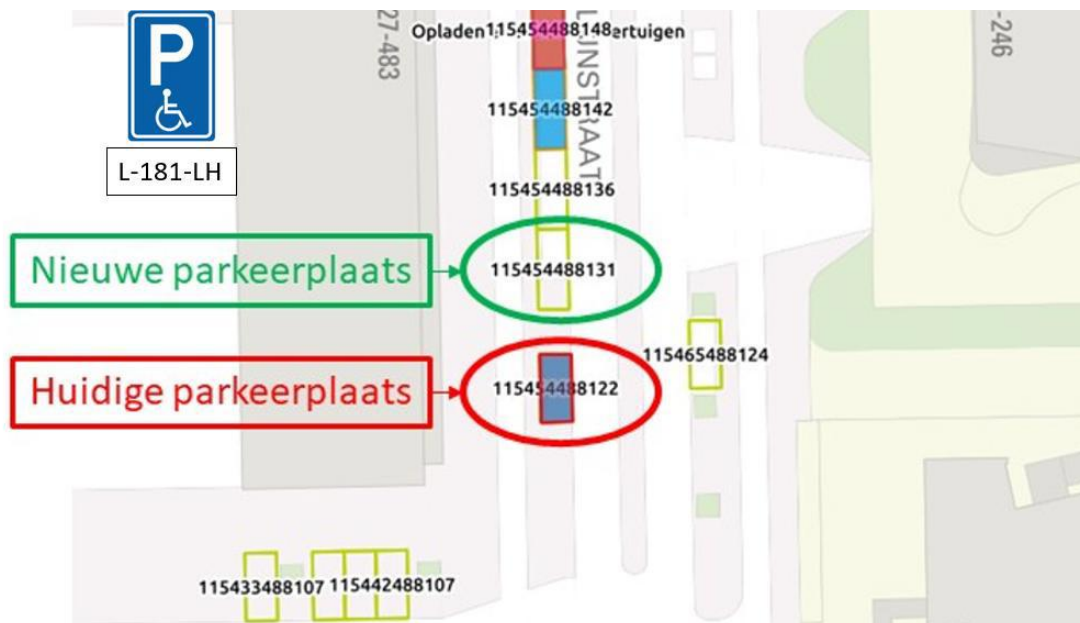 P
L-181-LH
27-483
-246
Opladen 115454488148 ertuigen
IJNSTRAAT
115454488142
115454488136
Nieuwe parkeerplaats
115454488131
115465488124
Huidige parkeerplaats
115454488122
115433488107
115442488107